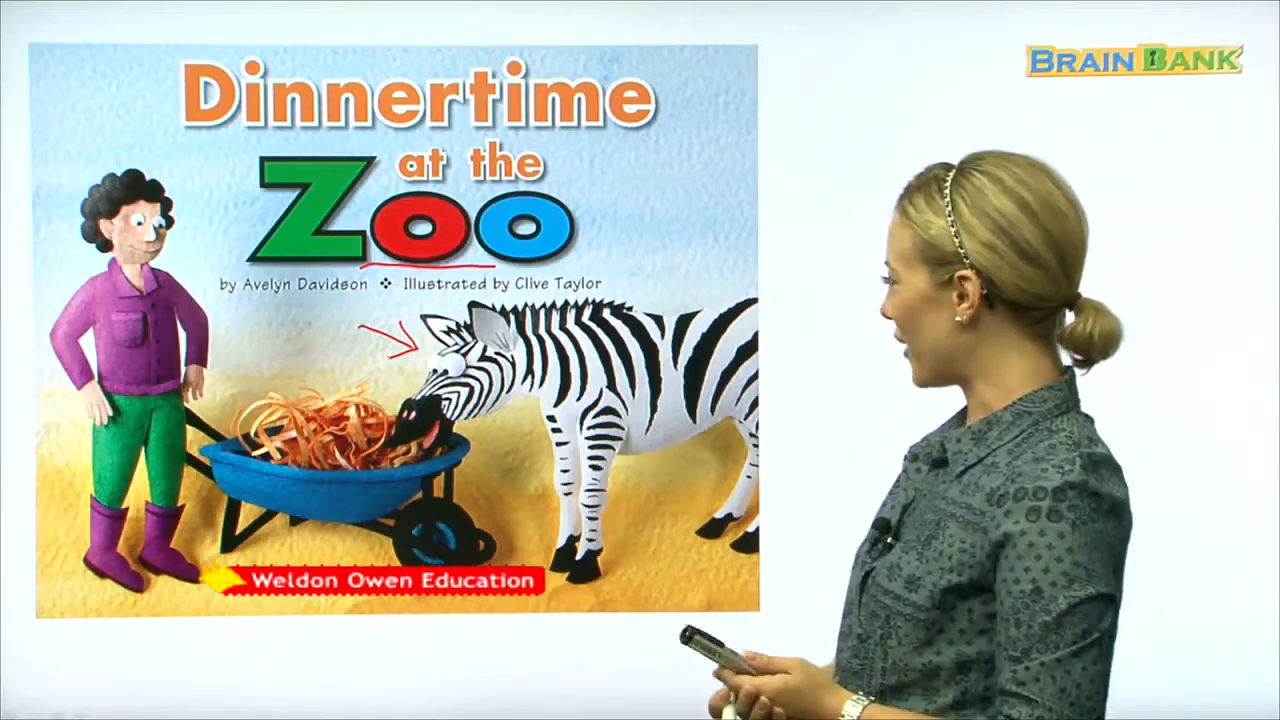 BRAIN BANK
Dinnertime
at the
Zoo
by Avelyn Davidson ❖ Illustrated by Clive Taylor
Weldon Owen Education